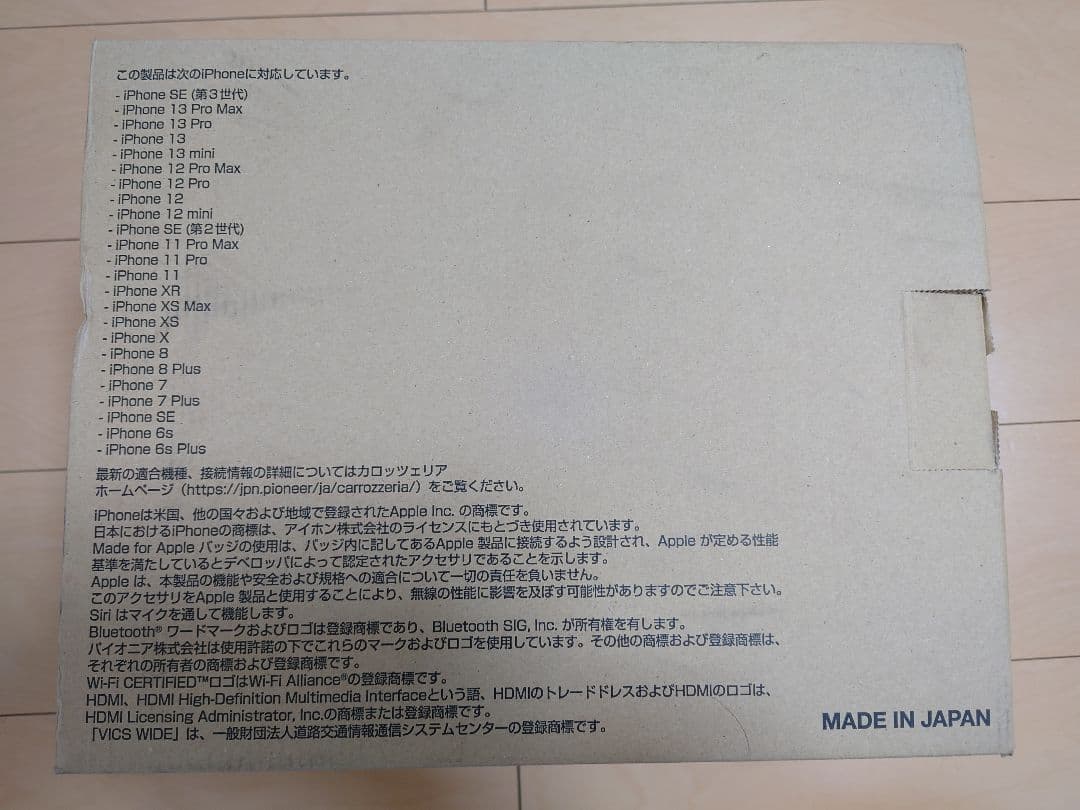 この製品は次のiPhoneに対応しています。
- iPhone SE (第3世代)
- iPhone 13 Pro Max
- iPhone 13 Pro
- iPhone 13
- iPhone 13 mini
- iPhone 12 Pro Max
- iPhone 12 Pro
- iPhone 12
- iPhone 12 mini
- iPhone SE (第2世代)
- iPhone 11 Pro Max
- iPhone 11 Pro
- iPhone 11
- iPhone XR
- iPhone XS Max
- iPhone XS
- iPhone X
- iPhone 8
- iPhone 8 Plus
- iPhone 7
- iPhone 7 Plus
- iPhone SE
- iPhone 6s
- iPhone 6s Plus
最新の適合機種、接続情報の詳細についてはカロッツェリア
ホームページ（https://jpn.pioneer/ja/carrozzeria/）をご覧ください。
iPhoneは米国、他の国々および地域で登録されたApple Inc. の商標です。
日本におけるiPhoneの商標は、アイホン株式会社のライセンスにもとづき使用されています。
Made for Apple バッジの使用は、バッジ内に記してあるApple 製品に接続するよう設計され、Apple が定める性能
基準を満たしているとデベロッパによって認定されたアクセサリであることを示します。
Apple は、本製品の機能や安全および規格への適合について一切の責任を負いません。
このアクセサリをApple 製品と使用することにより、無線の性能に影響を及ぼす可能性がありますのでご注意下さい。
Siri はマイクを通して機能します。
Bluetooth® ワードマークおよびロゴは登録商標であり、Bluetooth SIG, Inc. が所有権を有します。
パイオニア株式会社は使用許諾の下でこれらのマークおよびロゴを使用しています。その他の商標および登録商標は、
それぞれの所有者の商標および登録商標です。
Wi-Fi CERTIFIED™ロゴはWi-Fi Alliance®の登録商標です。
HDMI、HDMI High-Definition Multimedia Interfaceという語、HDMIのトレードドレスおよびHDMIのロゴは、
HDMI Licensing Administrator, Inc.の商標または登録商標です。
「VICS WIDE」は、一般財団法人道路交通情報通信システムセンターの登録商標です。
MADE IN JAPAN